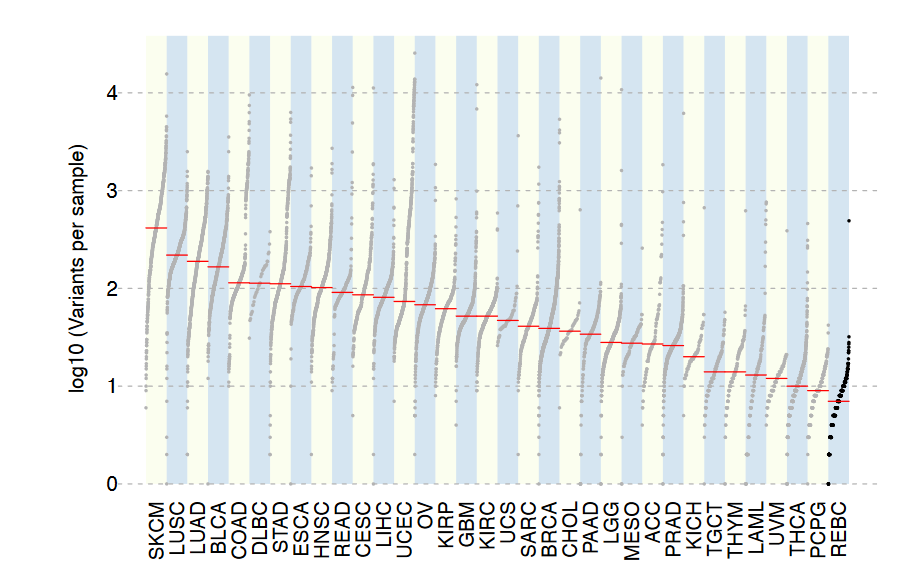 log10 (Variants per sample)
4
3
2
1
0
SKCM
LUSC
LUAD
BLCA
COAD
DLBC
STAD
ESCA
HNSC
READ
CESC
LIHC
UCEC
OV
KIRP
GBM
KIRC
UCS
SARC
BRCA
CHOL
PAAD
LGG
MESO
ACC
PRAD
KICH
TGCT
THYM
LAML
UVM
THCA
PCPG
REBC